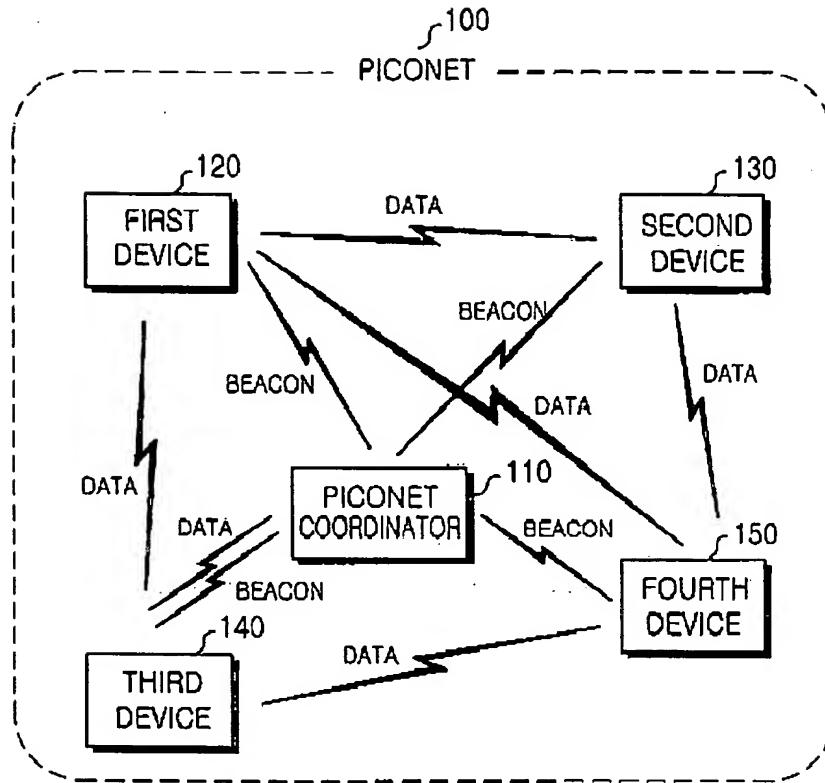 100
PICONET
120
FIRST
DEVICE
130
SECOND
DEVICE
DATA
BEACON
BEACON
DATA
DATA
DATA
110
PICONET
COORDINATOR
DATA
BEACON
BEACON
150
FOURTH
DEVICE
140
THIRD
DEVICE
DATA